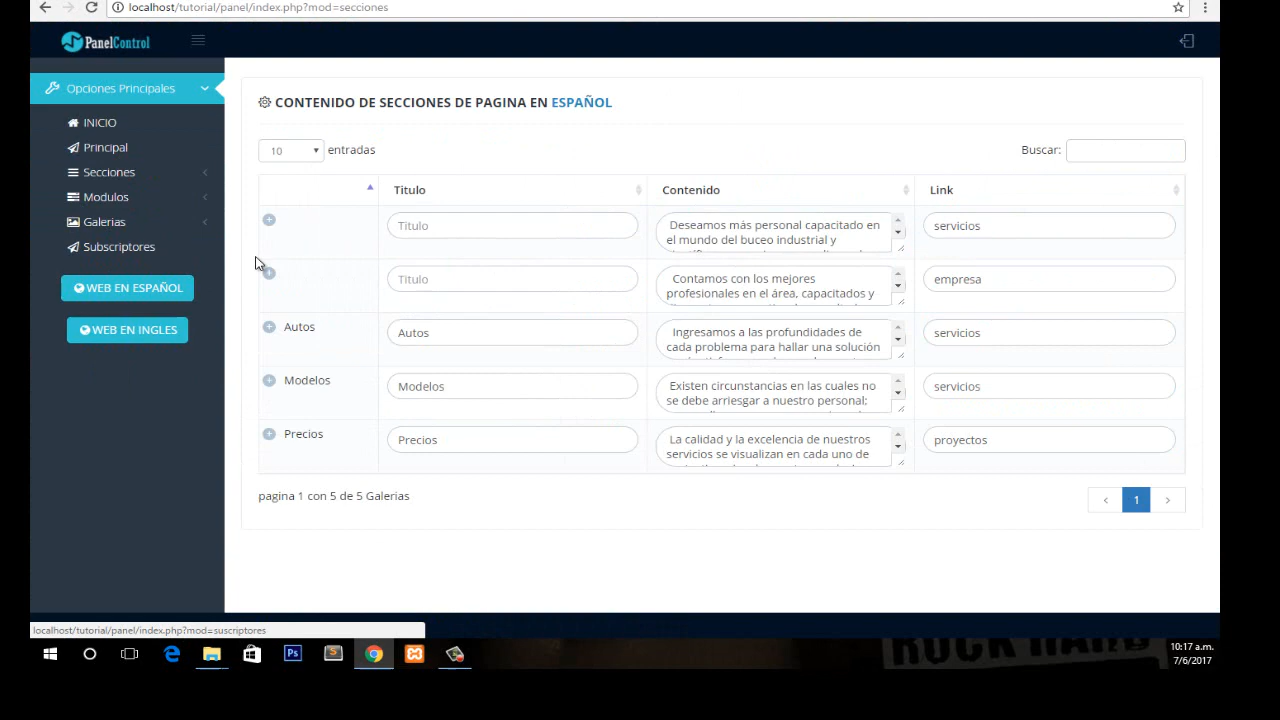 localhost/tutorial/panel/index.php?mod=secciones
PanelControl
Opciones Principales
INICIO
Principal
Secciones
Modulos
Galerias
Subscriptores
WEB EN ESPAÑOL
WEB EN INGLES
CONTENIDO DE SECCIONES DE PAGINA EN ESPAÑOL
10 entradas
Buscar:
Titulo Contenido Link
Titulo
Deseamos más personal capacitado en
el mundo del buceo industrial y
servicios
Titulo
Contamos con los mejores
profesionales en el área, capacitados y
empresa
Autos
Autos
Ingresamos a las profundidades de
cada problema para hallar una solución
servicios
Modelos
Modelos
Existen circunstancias en las cuales no
se debe arriesgar a nuestro personal;
servicios
Precios
Precios
La calidad y la excelencia de nuestros
servicios se visualizan en cada uno de
proyectos
pagina 1 con 5 de 5 Galerias
1
localhost/tutorial/panel/index.php?mod=suscriptores
Ps
S
ROCK HARD
10:17 a.m.
7/6/2017